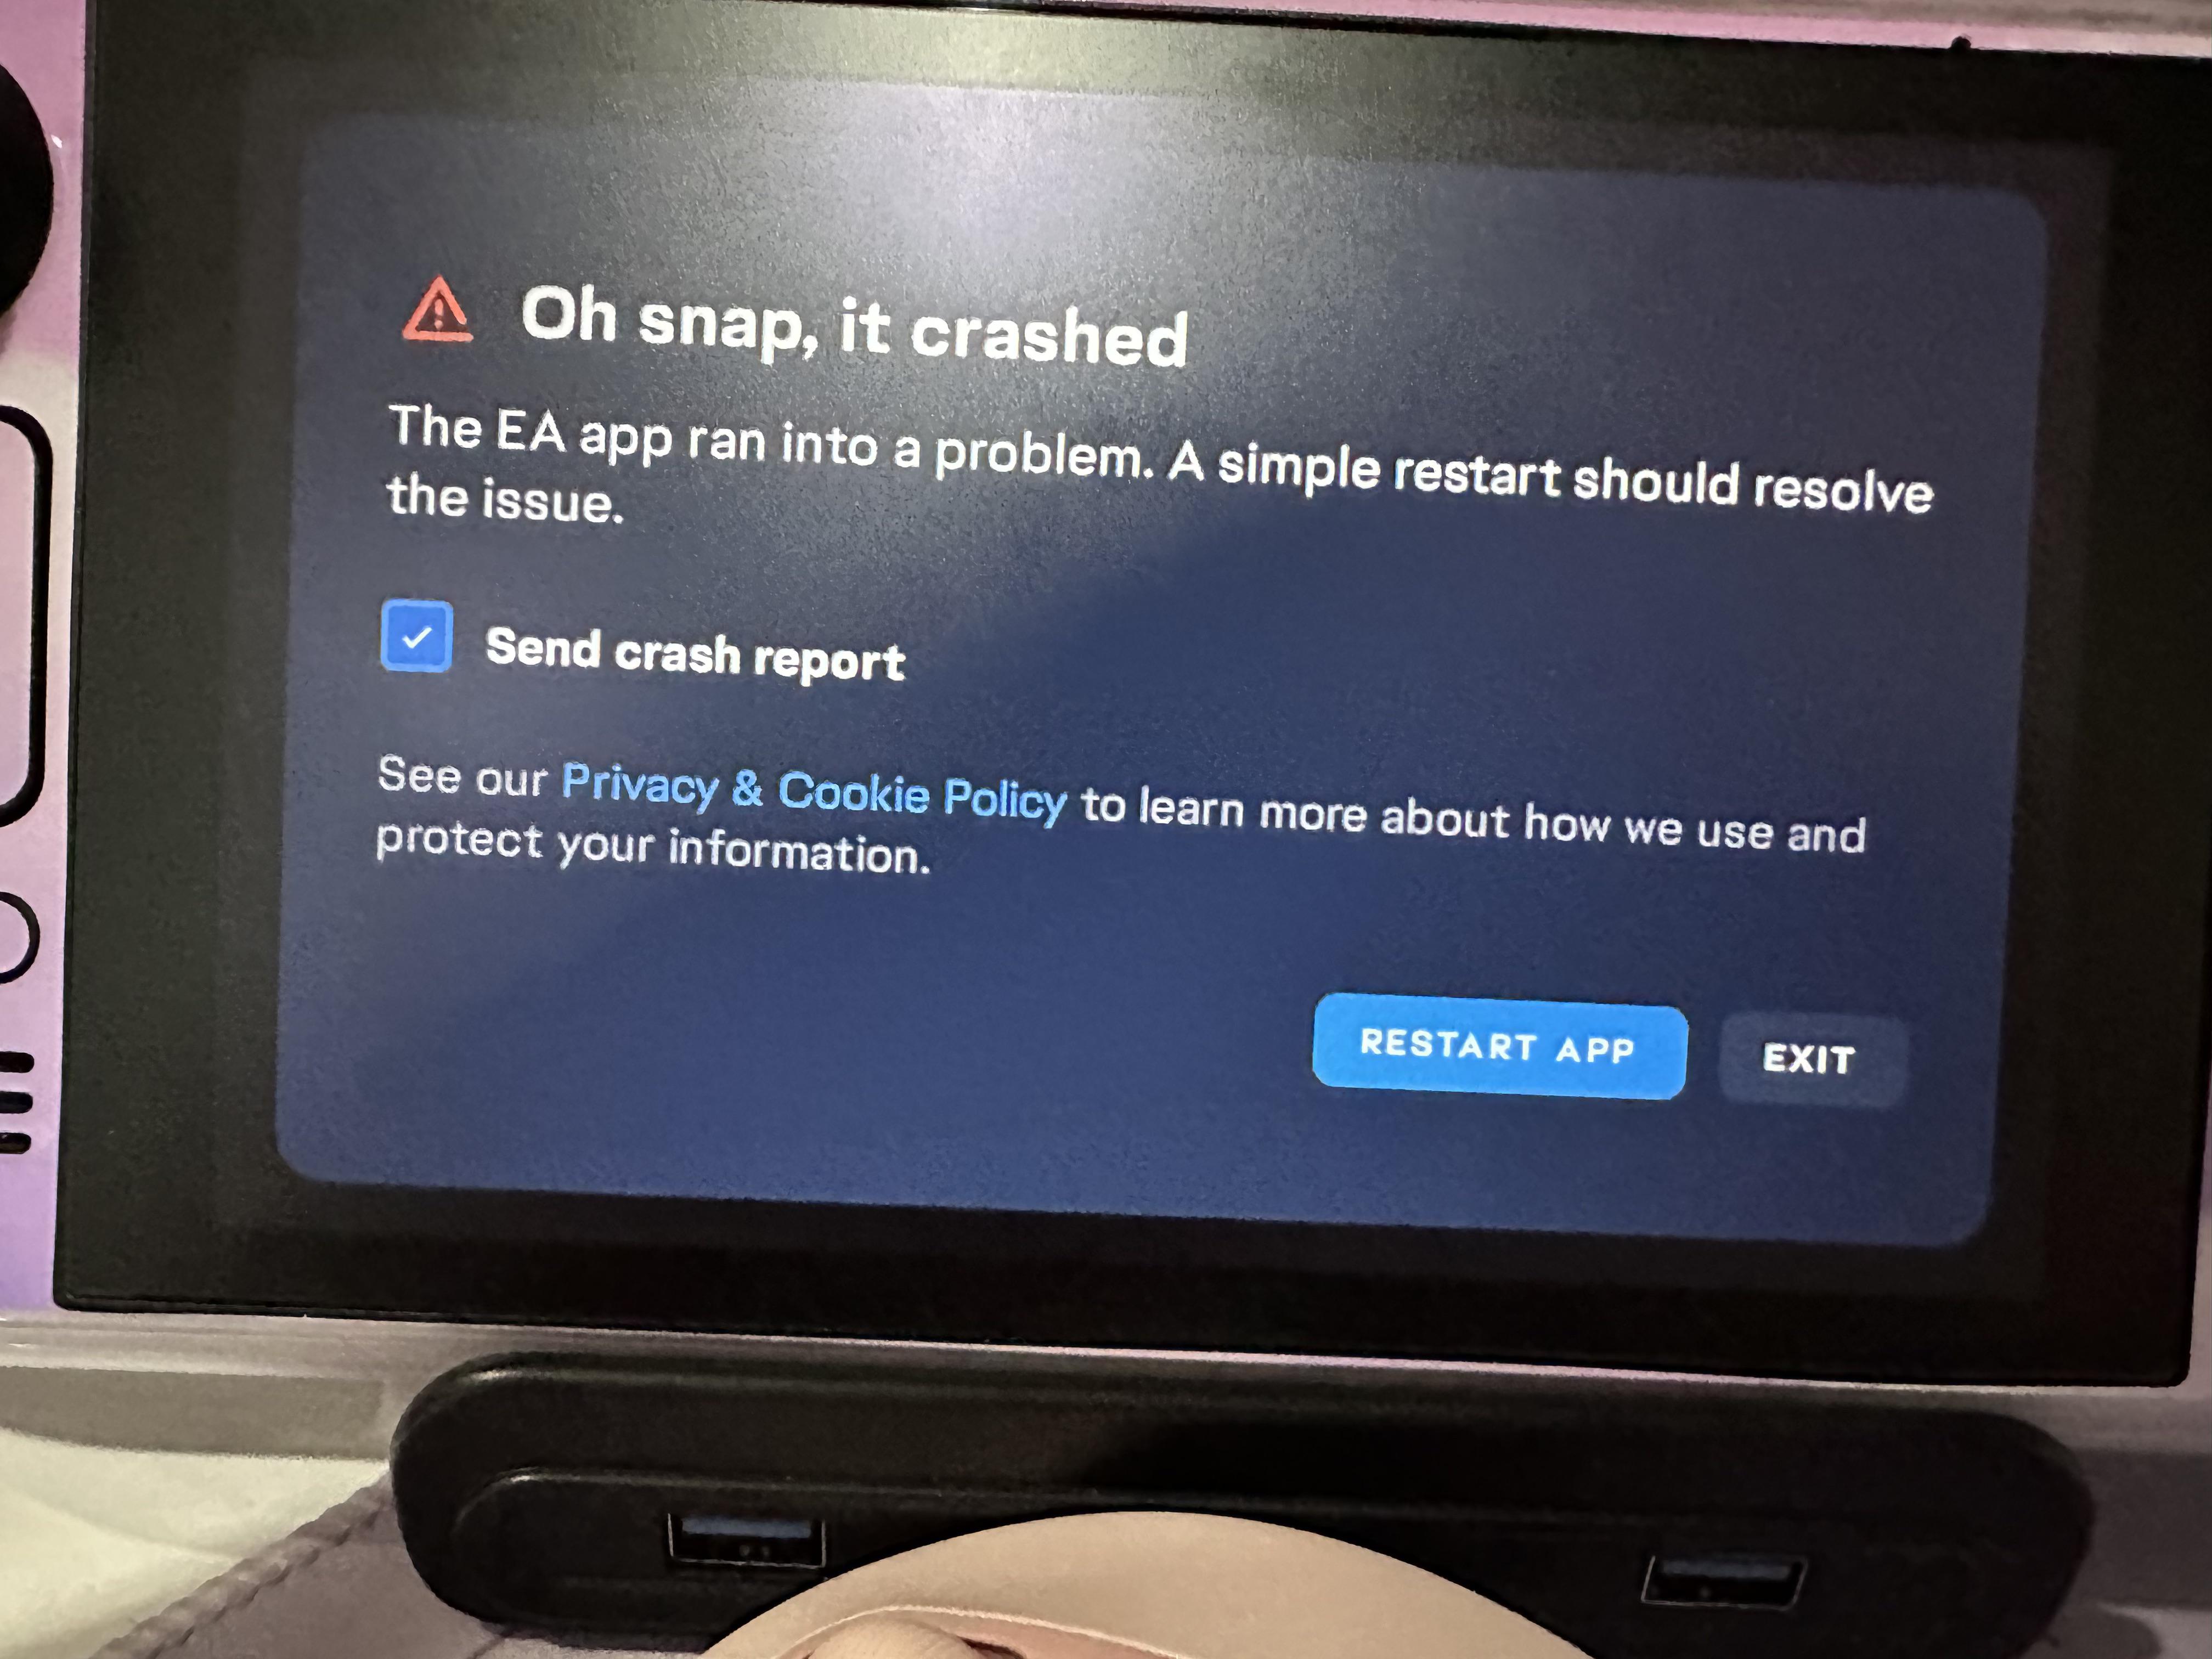 Oh snap, it crashed
The EA app ran into a problem. A simple restart should resolve
the issue.
Send crash report
See our Privacy & Cookie Policy to learn more about how we use and
protect your information.
RESTART APP
EXIT